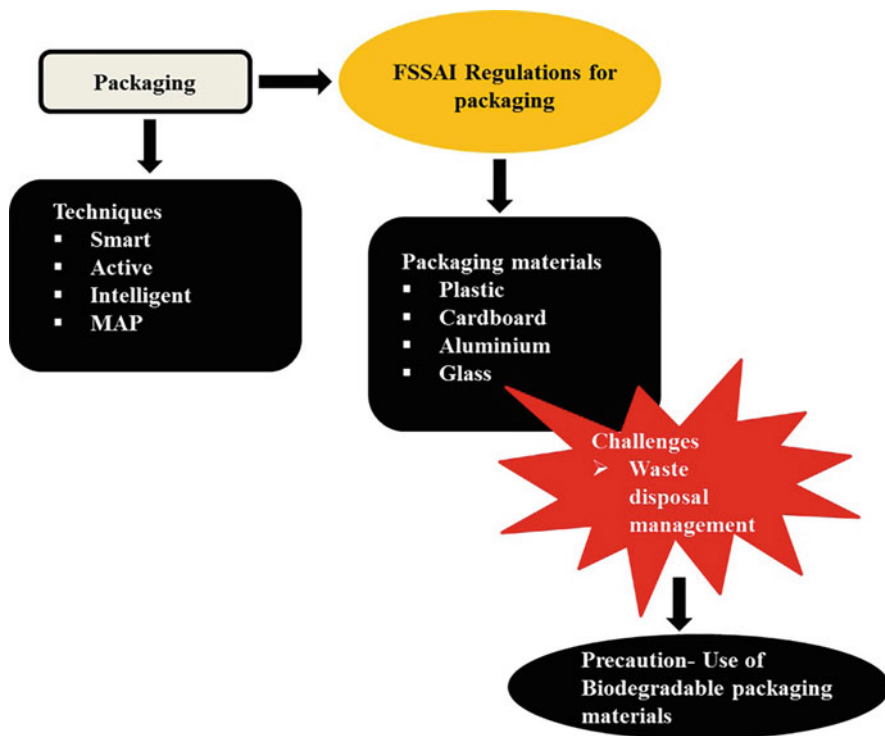 Packaging
FSSAI Regulations for
packaging
Techniques
▪ Smart
▪ Active
▪ Intelligent
▪ MAP
Packaging materials
▪ Plastic
▪ Cardboard
▪ Aluminium
▪ Glass
Challenges
➢ Waste
disposal
management
Precaution- Use of
Biodegradable packaging
materials